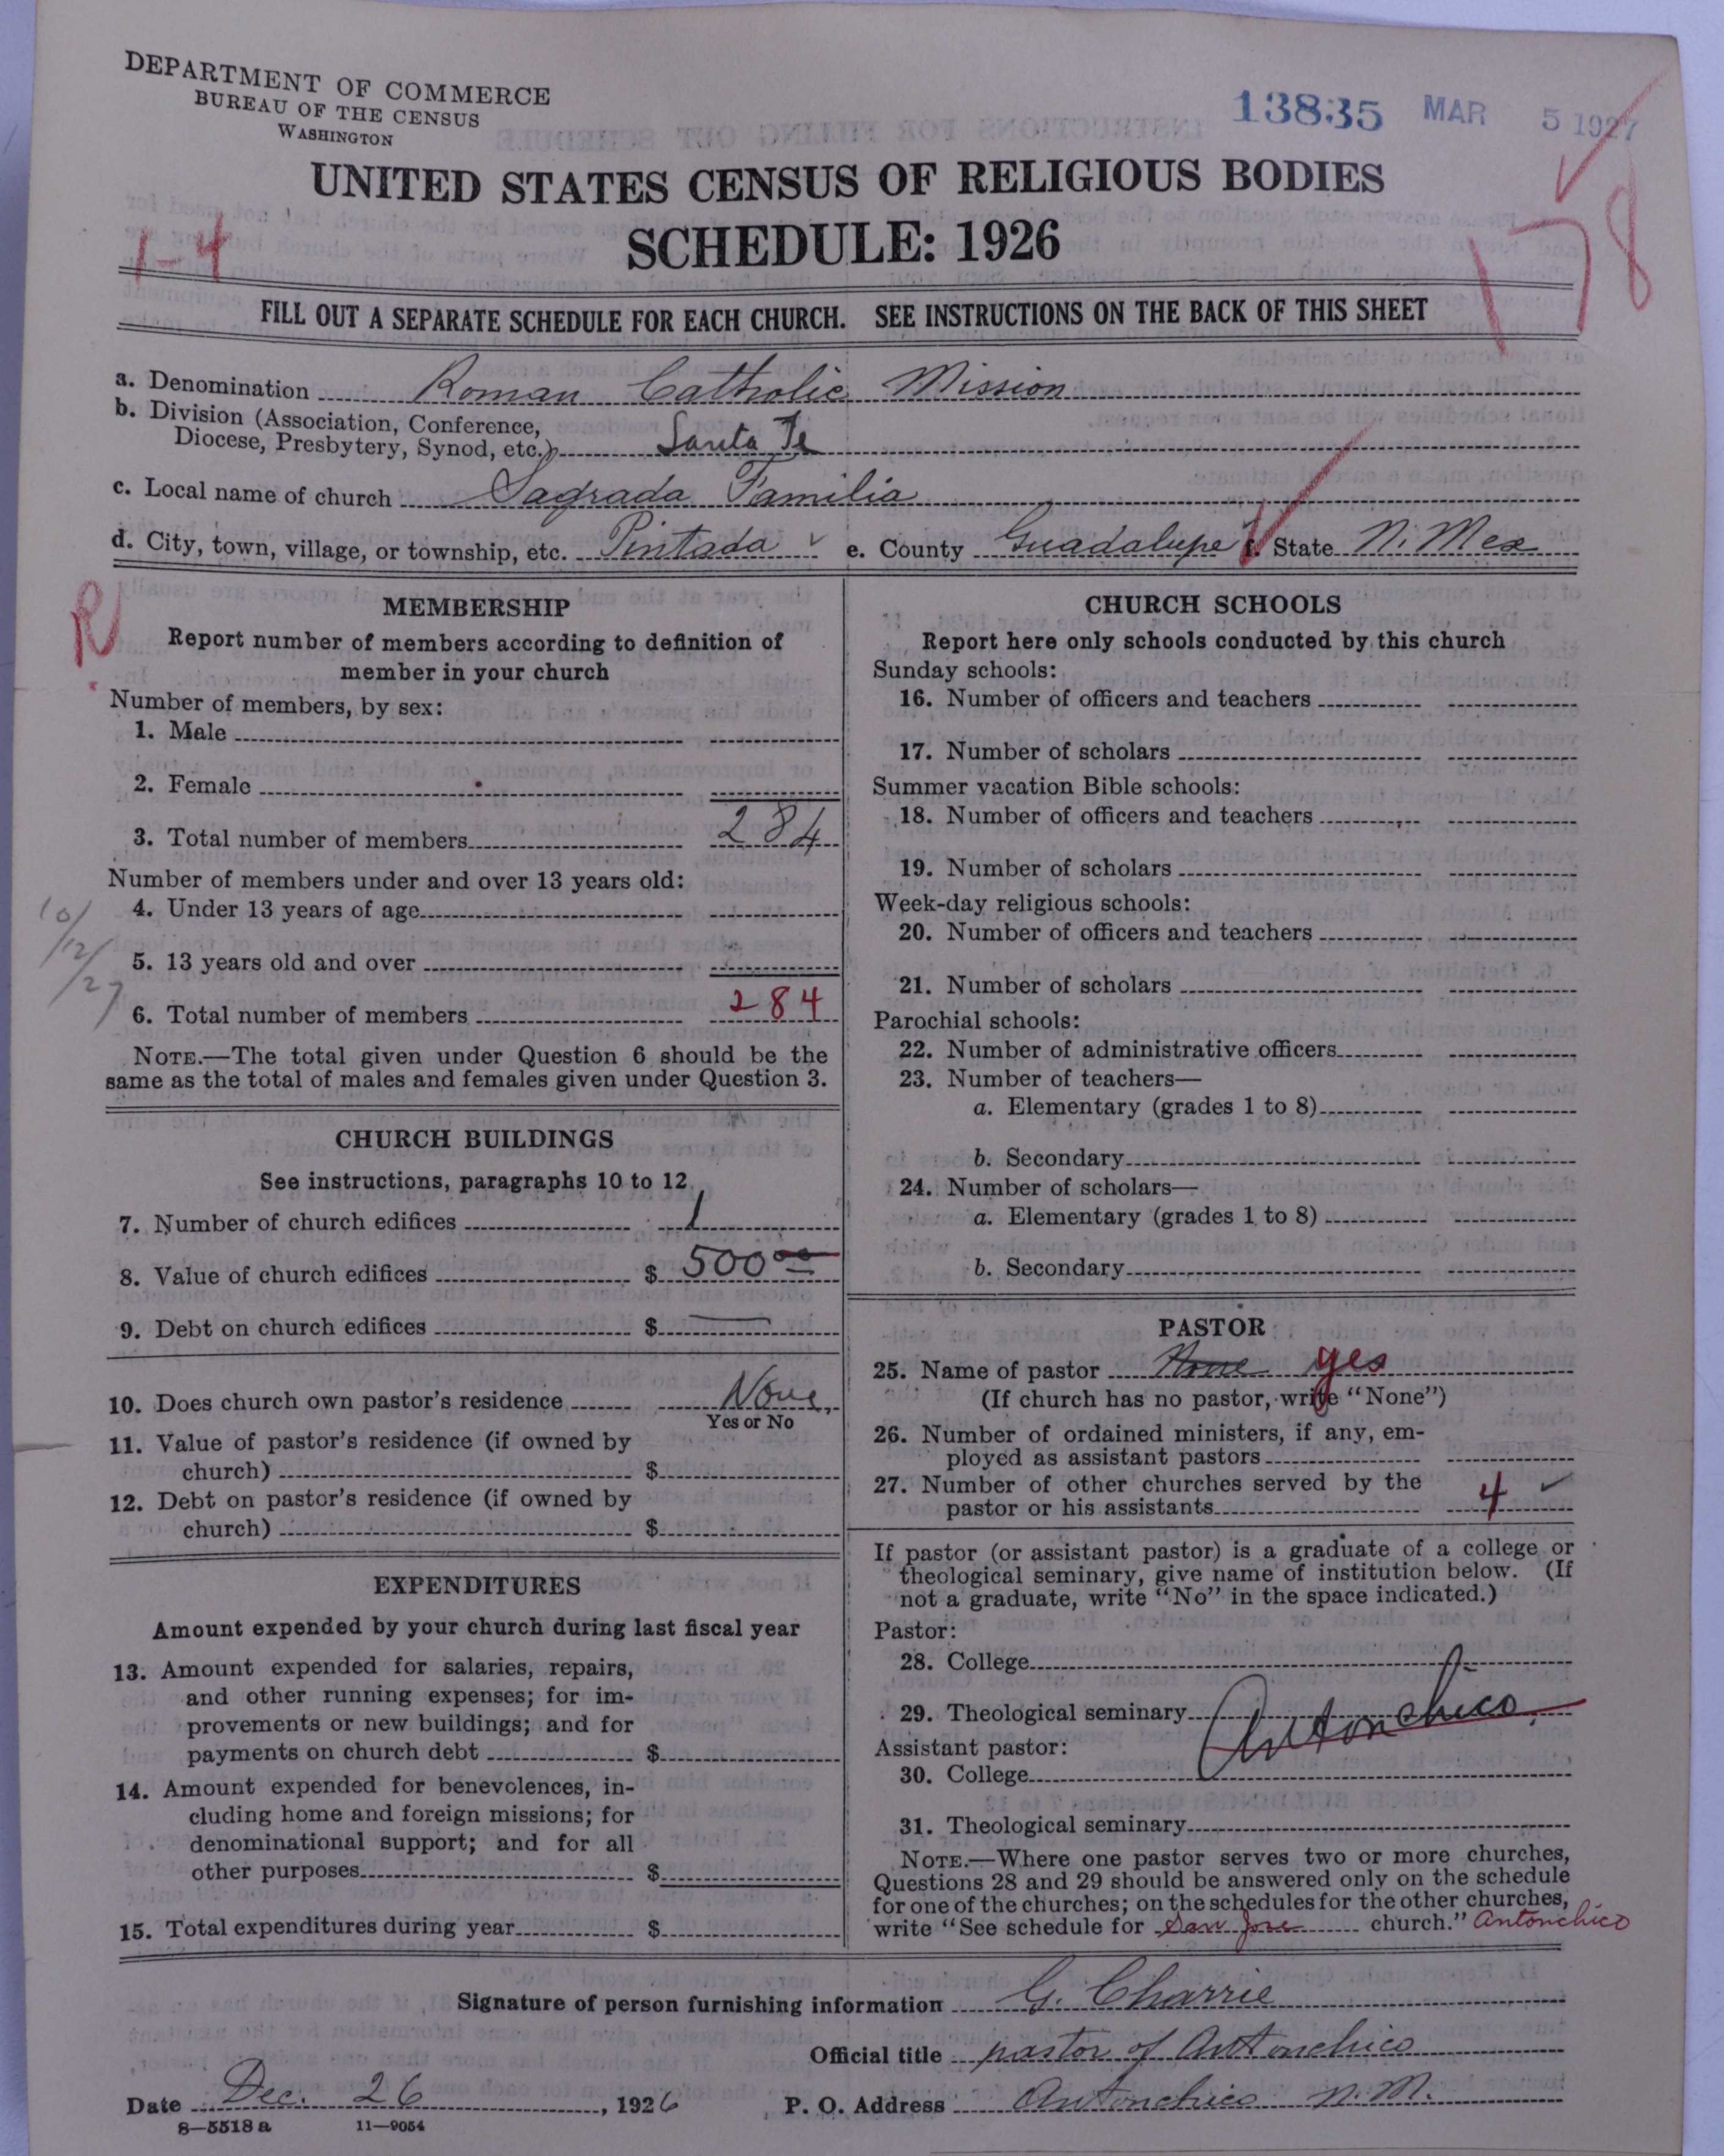 DEPARTMENT OF COMMERCE
BUREAU OF THE CENSUS
WASHINGTON
13835 MAR 5 1927
UNITED STATES CENSUS OF RELIGIOUS BODIES
SCHEDULE: 1926
1-4
178
FILL OUT A SEPARATE SCHEDULE FOR EACH CHURCH. SEE INSTRUCTIONS ON THE BACK OF THIS SHEET
a. Denomination Roman Catholic Mission
b. Division (Association, Conference,
Diocese, Presbytery, Synod, etc.) Santa Fe
c. Local name of church Sagrada Familia
d. City, town, village, or township, etc. Pintada e. County Guadalupe f. State N. Mex
R
MEMBERSHIP
Report number of members according to definition of
member in your church
Number of members, by sex:
1. Male
2. Female
3. Total number of members 284
Number of members under and over 13 years old:
4. Under 13 years of age
5. 13 years old and over
6. Total number of members 284
10/
12/
/27
NOTE.—The total given under Question 6 should be the
same as the total of males and females given under Question 3.
CHURCH BUILDINGS
See instructions, paragraphs 10 to 12
7. Number of church edifices 1
8. Value of church edifices $ 500 00
9. Debt on church edifices $ —
10. Does church own pastor's residence None
Yes or No
11. Value of pastor's residence (if owned by
church) $
12. Debt on pastor's residence (if owned by
church) $
EXPENDITURES
Amount expended by your church during last fiscal year
13. Amount expended for salaries, repairs,
and other running expenses; for im-
provements or new buildings; and for
payments on church debt $
14. Amount expended for benevolences, in-
cluding home and foreign missions; for
denominational support; and for all
other purposes $
15. Total expenditures during year $
CHURCH SCHOOLS
Report here only schools conducted by this church
Sunday schools:
16. Number of officers and teachers
17. Number of scholars
Summer vacation Bible schools:
18. Number of officers and teachers
19. Number of scholars
Week-day religious schools:
20. Number of officers and teachers
21. Number of scholars
Parochial schools:
22. Number of administrative officers
23. Number of teachers—
a. Elementary (grades 1 to 8)
b. Secondary
24. Number of scholars—
a. Elementary (grades 1 to 8)
b. Secondary
PASTOR
25. Name of pastor None yes
(If church has no pastor, write "None")
26. Number of ordained ministers, if any, em-
ployed as assistant pastors
27. Number of other churches served by the
pastor or his assistants 4
If pastor (or assistant pastor) is a graduate of a college or
theological seminary, give name of institution below. (If
not a graduate, write "No" in the space indicated.)
Pastor:
28. College
29. Theological seminary Antonchico
Assistant pastor:
30. College
31. Theological seminary
NOTE.—Where one pastor serves two or more churches,
Questions 28 and 29 should be answered only on the schedule
for one of the churches; on the schedules for the other churches,
write "See schedule for San Jose church." Antonchico
Signature of person furnishing information G. Charrie
Official title pastor of Antonchico
Date Dec. 26, 1926 P. O. Address Antonchico N. M.
8—5518 a 11—9054